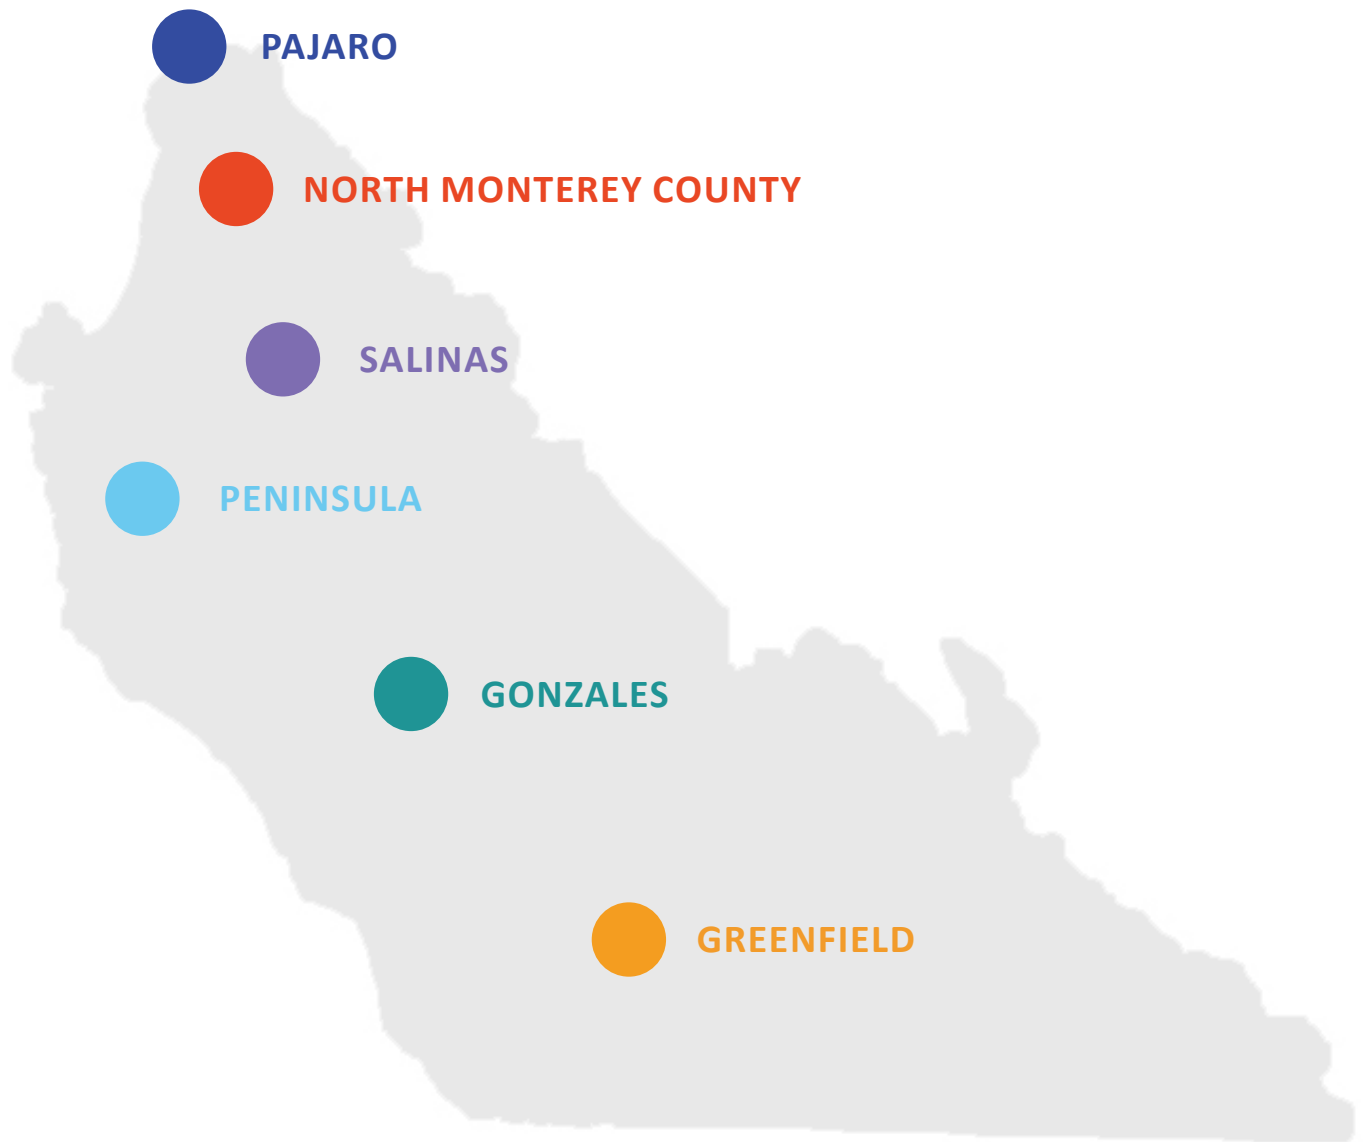 PAJARO
NORTH MONTEREY COUNTY
SALINAS
PENINSULA
GONZALES
GREENFIELD